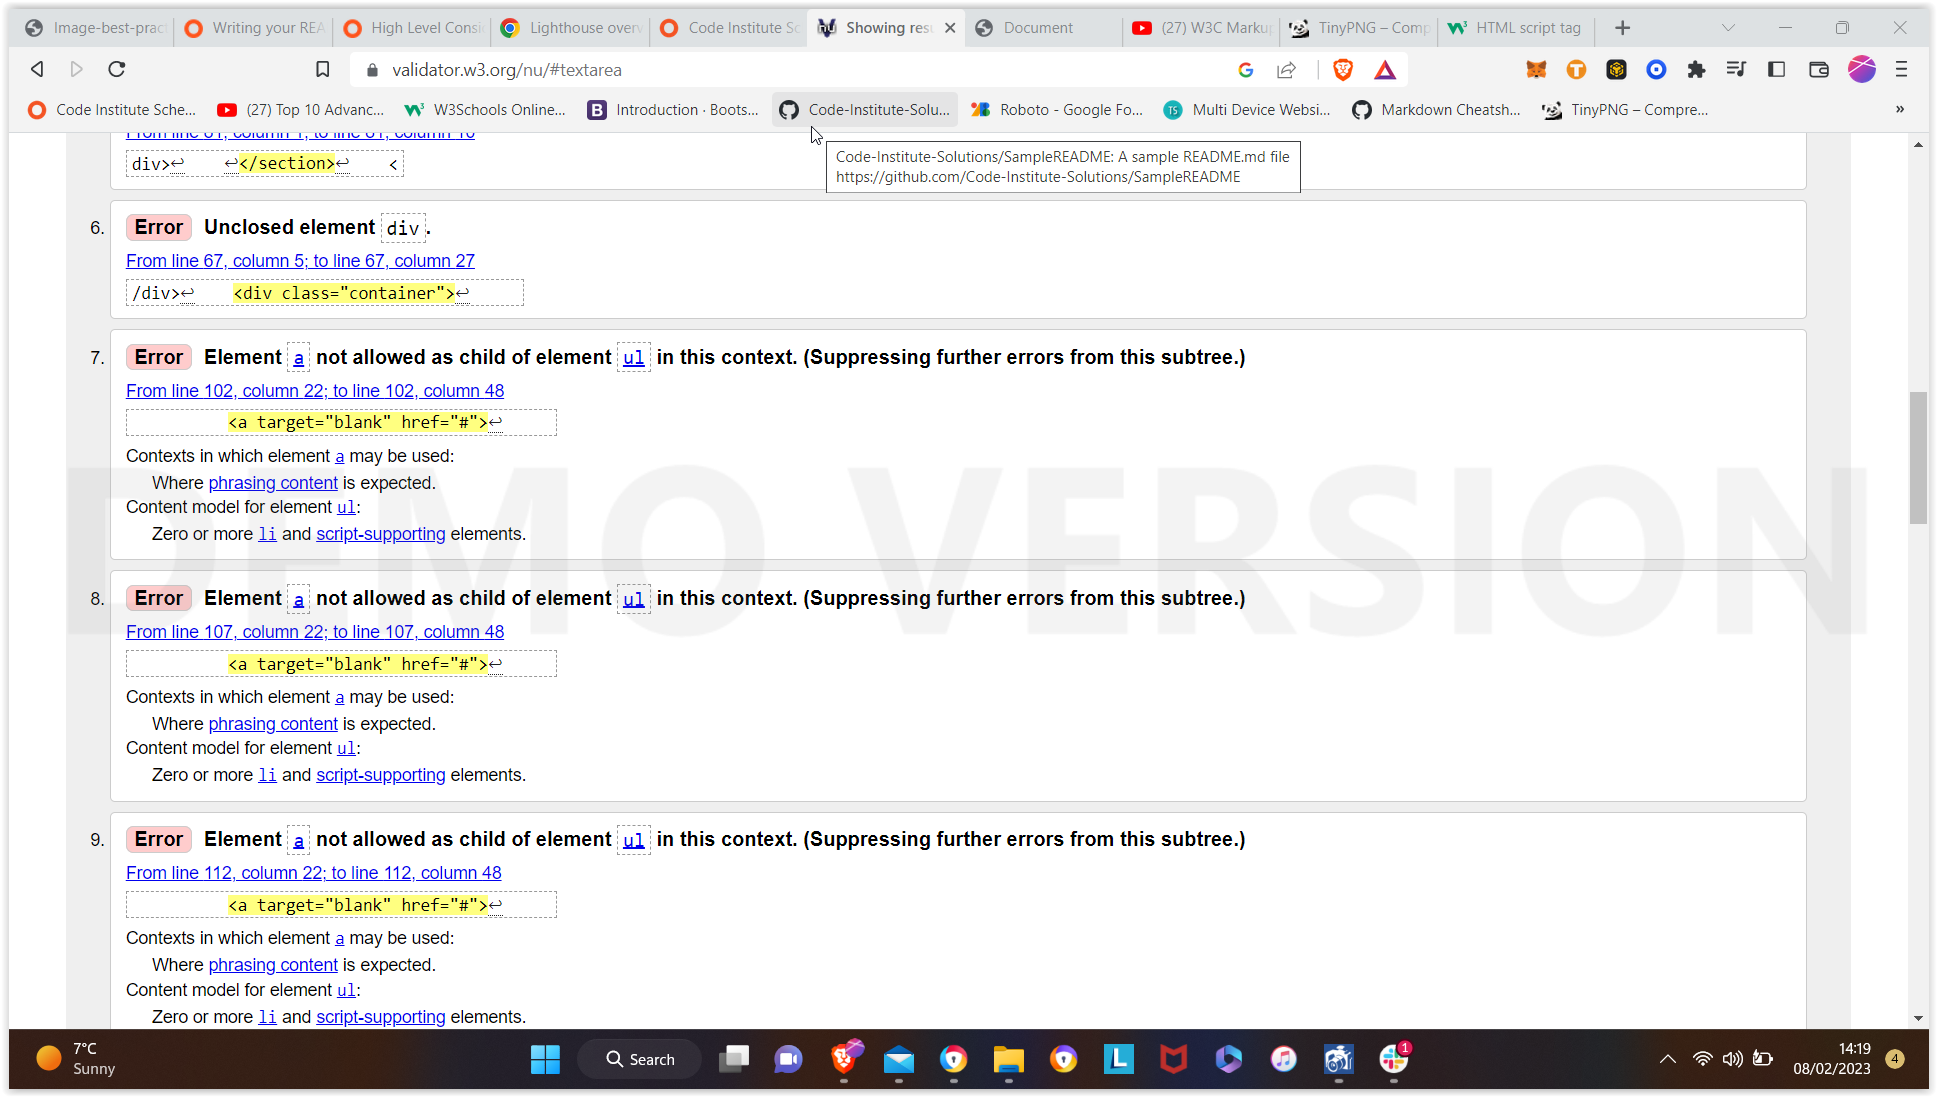 Image-best-pract
Writing your REA
High Level Consi
Lighthouse overv
Code Institute Sc
Showing resu
Document
(27) W3C Markup
TinyPNG – Comp
HTML script tag
validator.w3.org/nu/#textarea
Code Institute Sche...
(27) Top 10 Advanc...
W3Schools Online...
Introduction · Boots...
Code-Institute-Solu...
Roboto - Google Fo...
Multi Device Websi...
Markdown Cheatsh...
TinyPNG – Compre...
»
From line 61, column 1; to line 61, column 10
div>↩ ↩</section>↩ <
Code-Institute-Solutions/SampleREADME: A sample README.md file
https://github.com/Code-Institute-Solutions/SampleREADME
6. Error Unclosed element div.
From line 67, column 5; to line 67, column 27
/div>↩ <div class="container">↩
7. Error Element a not allowed as child of element ul in this context. (Suppressing further errors from this subtree.)
From line 102, column 22; to line 102, column 48
<a target="blank" href="#">↩
Contexts in which element a may be used:
Where phrasing content is expected.
Content model for element ul:
Zero or more li and script-supporting elements.
DEMO VERSION
8. Error Element a not allowed as child of element ul in this context. (Suppressing further errors from this subtree.)
From line 107, column 22; to line 107, column 48
<a target="blank" href="#">↩
Contexts in which element a may be used:
Where phrasing content is expected.
Content model for element ul:
Zero or more li and script-supporting elements.
9. Error Element a not allowed as child of element ul in this context. (Suppressing further errors from this subtree.)
From line 112, column 22; to line 112, column 48
<a target="blank" href="#">↩
Contexts in which element a may be used:
Where phrasing content is expected.
Content model for element ul:
Zero or more li and script-supporting elements.
7°C
Sunny
Search
1
14:19
08/02/2023
4